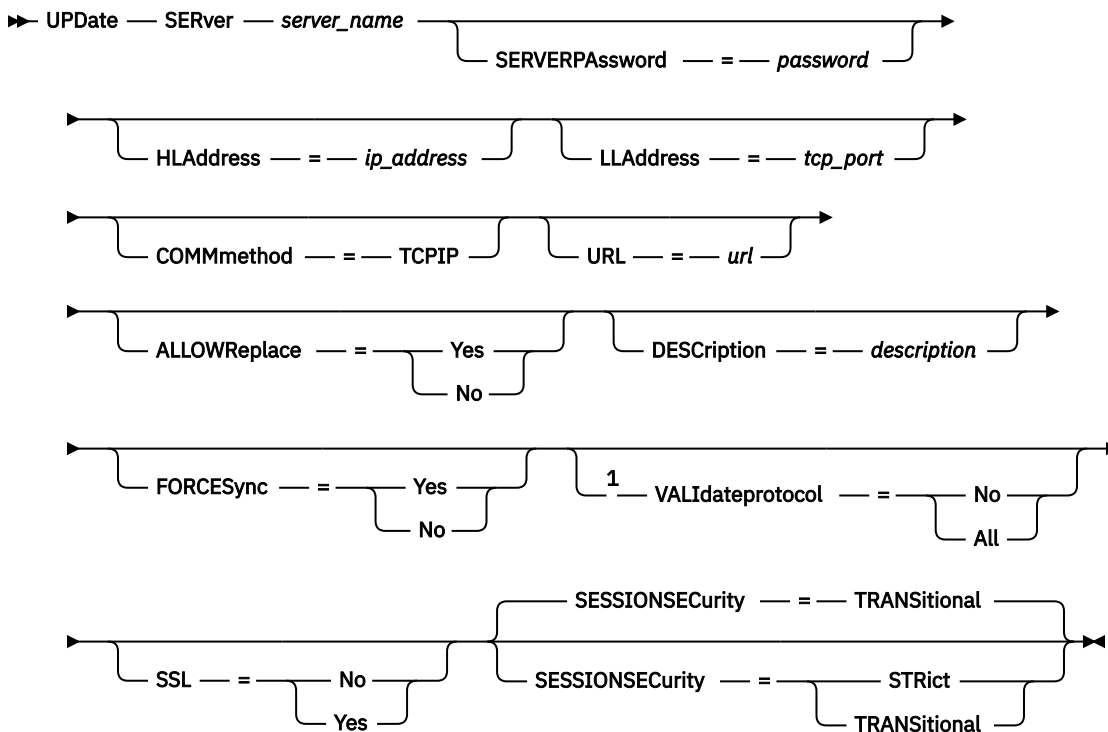 UPDate SERver server_name
SERVERPAssword = password
HLAddress = ip_address LLAddress = tcp_port
COMMmethod = TCPIP URL = url
ALLOWReplace = Yes DESCription = description
No
FORCESync = Yes 1 VALIdateprotocol = No
No All
SESSIONSECurity = TRANSitional
SSL = No SESSIONSECurity = STRict
Yes TRANSitional